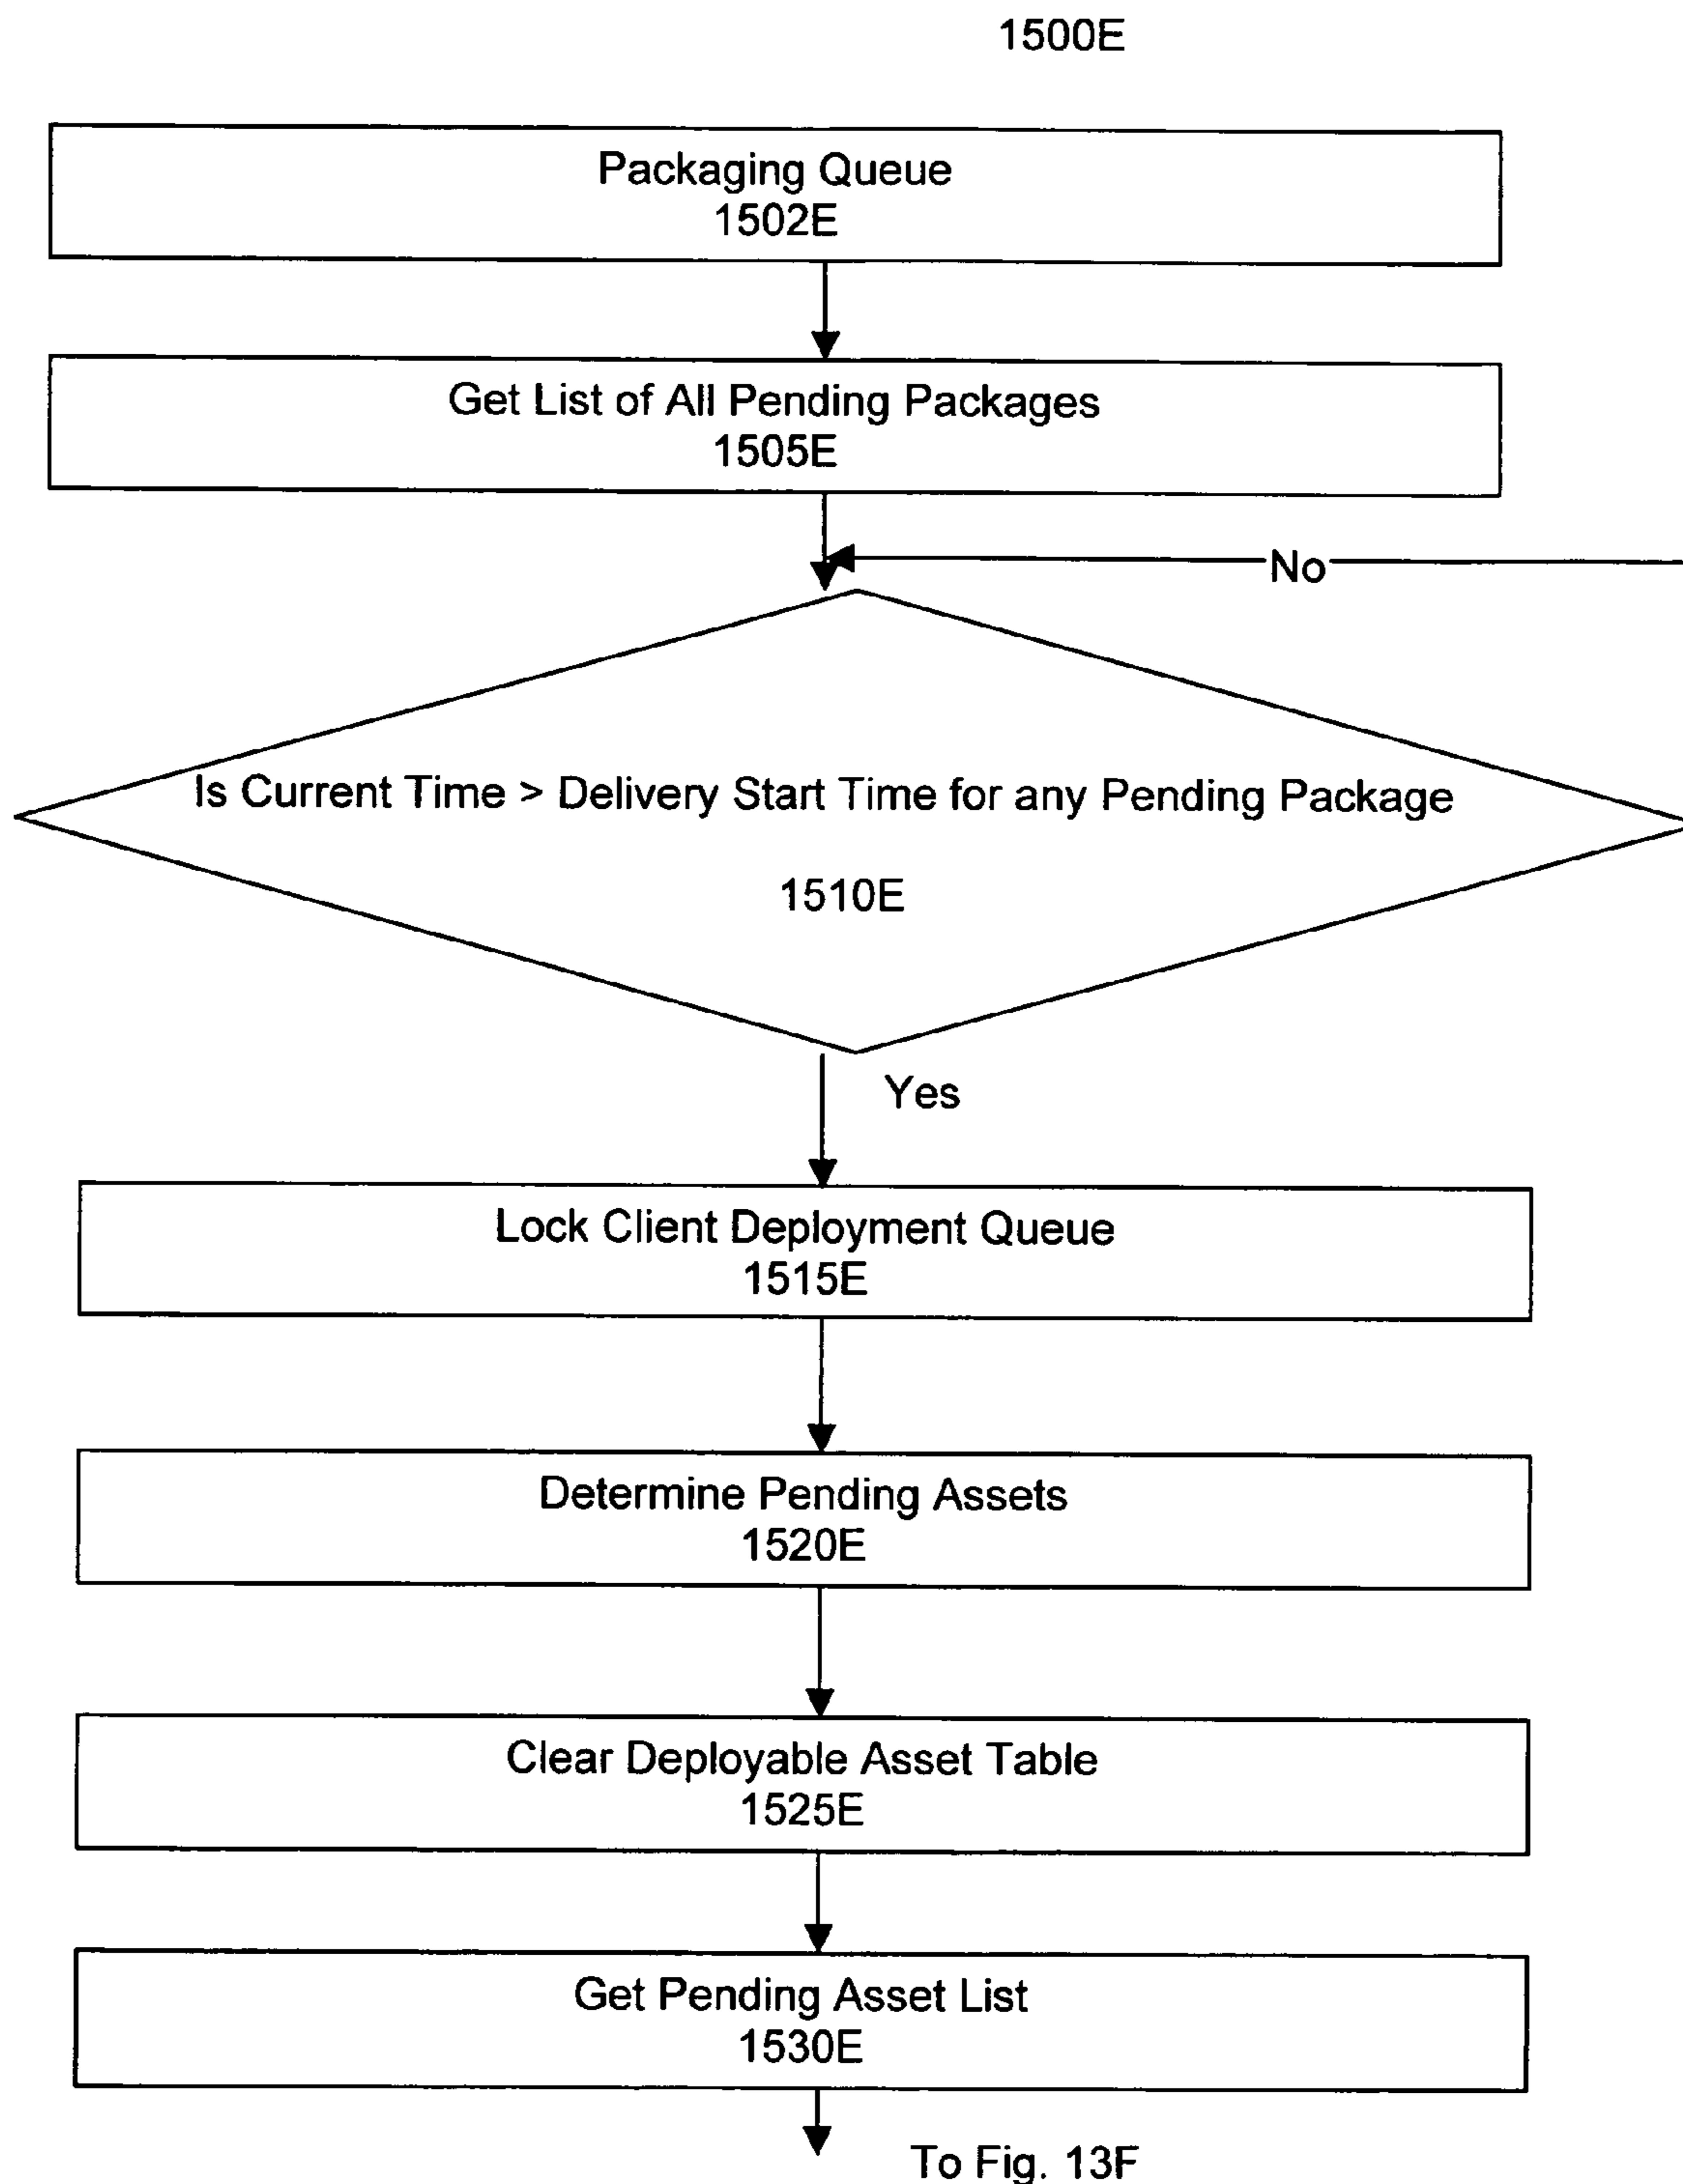 1500E
Packaging Queue
1502E
Get List of All Pending Packages
1505E
No
Is Current Time > Delivery Start Time for any Pending Package
1510E
Yes
Lock Client Deployment Queue
1515E
Determine Pending Assets
1520E
Clear Deployable Asset Table
1525E
Get Pending Asset List
1530E
To Fig. 13F